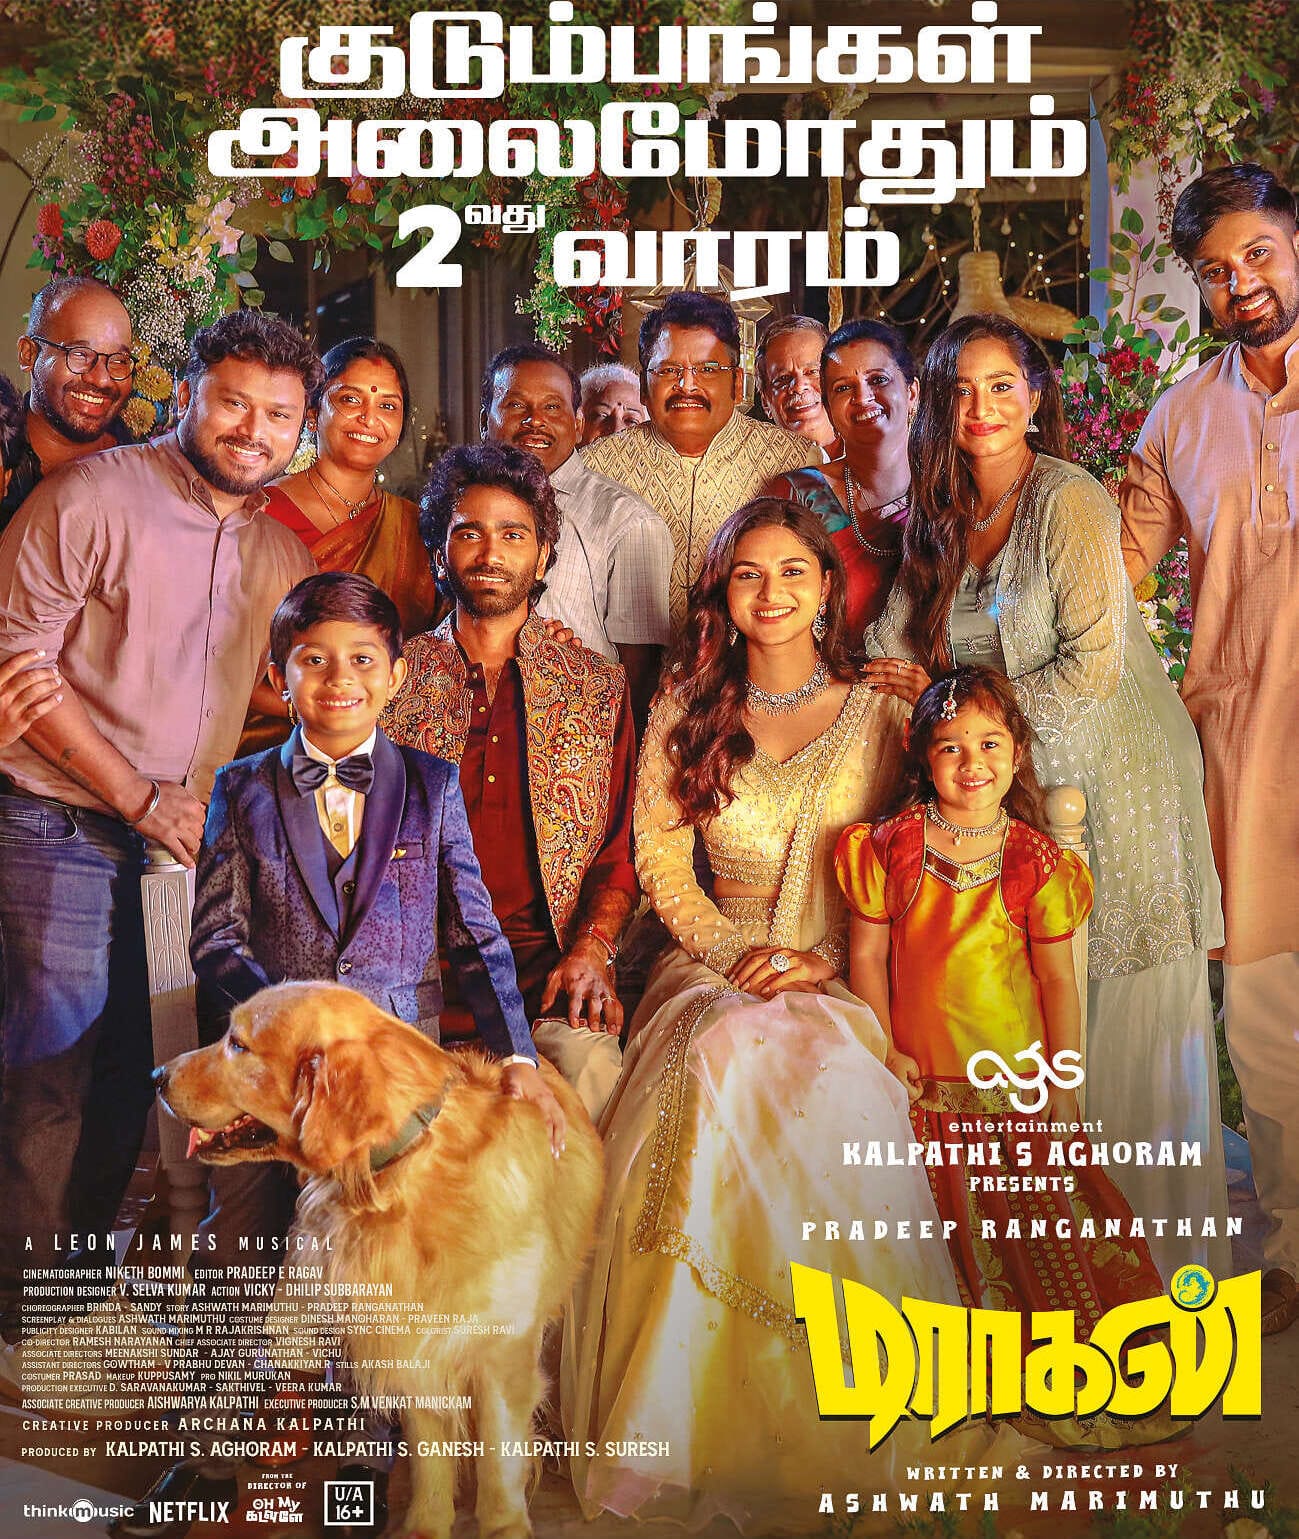 குடும்பங்கள்
அலைமோதும்
2வது வாரம்
ags
entertainment
KALPATHI S AGHORAM
PRESENTS
PRADEEP RANGANATHAN
டிராகன்
WRITTEN & DIRECTED BY
ASHWATH MARIMUTHU
A LEON JAMES MUSICAL
CINEMATOGRAPHER NIKETH BOMMI EDITOR PRADEEP E RAGAV
PRODUCTION DESIGNER V. SELVA KUMAR ACTION VICKY - DHILIP SUBBARAYAN
CHOREOGRAPHER BRINDA - SANDY STORY ASHWATH MARIMUTHU - PRADEEP RANGANATHAN
SCREENPLAY & DIALOGUES ASHWATH MARIMUTHU COSTUME DESIGNER DINESH MANOHARAN - PRAVEEN RAJA
PUBLICITY DESIGNER KABILAN SOUND MIXING M R RAJAKRISHNAN SOUND DESIGN SYNC CINEMA COLORIST SURESH RAVI
CO-DIRECTOR RAMESH NARAYANAN CHIEF ASSOCIATE DIRECTOR VIGNESH RAVI
ASSOCIATE DIRECTORS MEENAKSHI SUNDAR - AJAY GURUNATHAN - VICHU
ASSISTANT DIRECTORS GOWTHAM - V PRABHU DEVAN - CHANAKKIYAN.R STILLS AKASH BALAJI
COSTUMER PRASAD MAKEUP KUPPUSAMY PRO NIKIL MURUKAN
PRODUCTION EXECUTIVE D. SARAVANAKUMAR - SAKTHIVEL - VEERA KUMAR
ASSOCIATE CREATIVE PRODUCER AISHWARYA KALPATHI EXECUTIVE PRODUCER S.M VENKAT MANICKAM
CREATIVE PRODUCER ARCHANA KALPATHI
PRODUCED BY KALPATHI S. AGHORAM - KALPATHI S. GANESH - KALPATHI S. SURESH
thinkmusic
NETFLIX
FROM THE
DIRECTOR OF
OH My
கடவுளே
U/A
16+